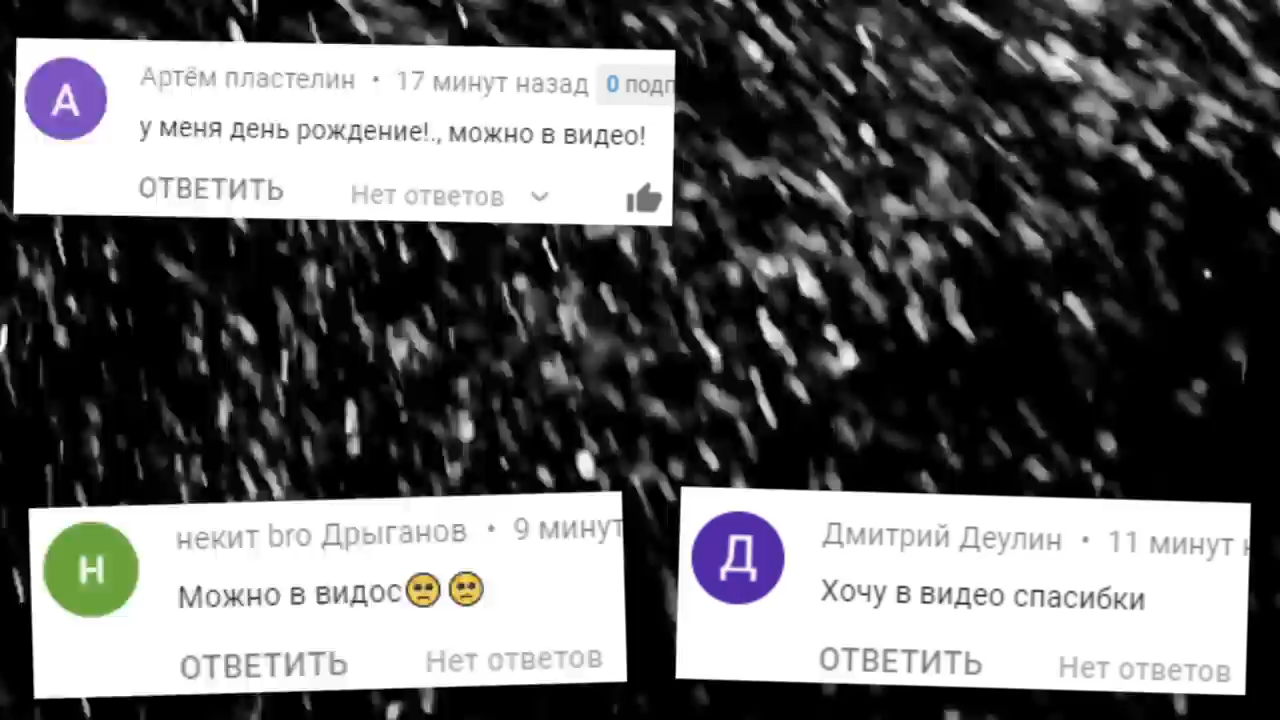 А
Артём пластелин • 17 минут назад 0 подп
у меня день рождение!., можно в видео!
ОТВЕТИТЬ Нет ответов
Н
некит bro Дрыганов • 9 минут
Можно в видос🥺🥺
ОТВЕТИТЬ Нет ответов
Д
Дмитрий Деулин • 11 минут н
Хочу в видео спасибки
ОТВЕТИТЬ Нет ответов